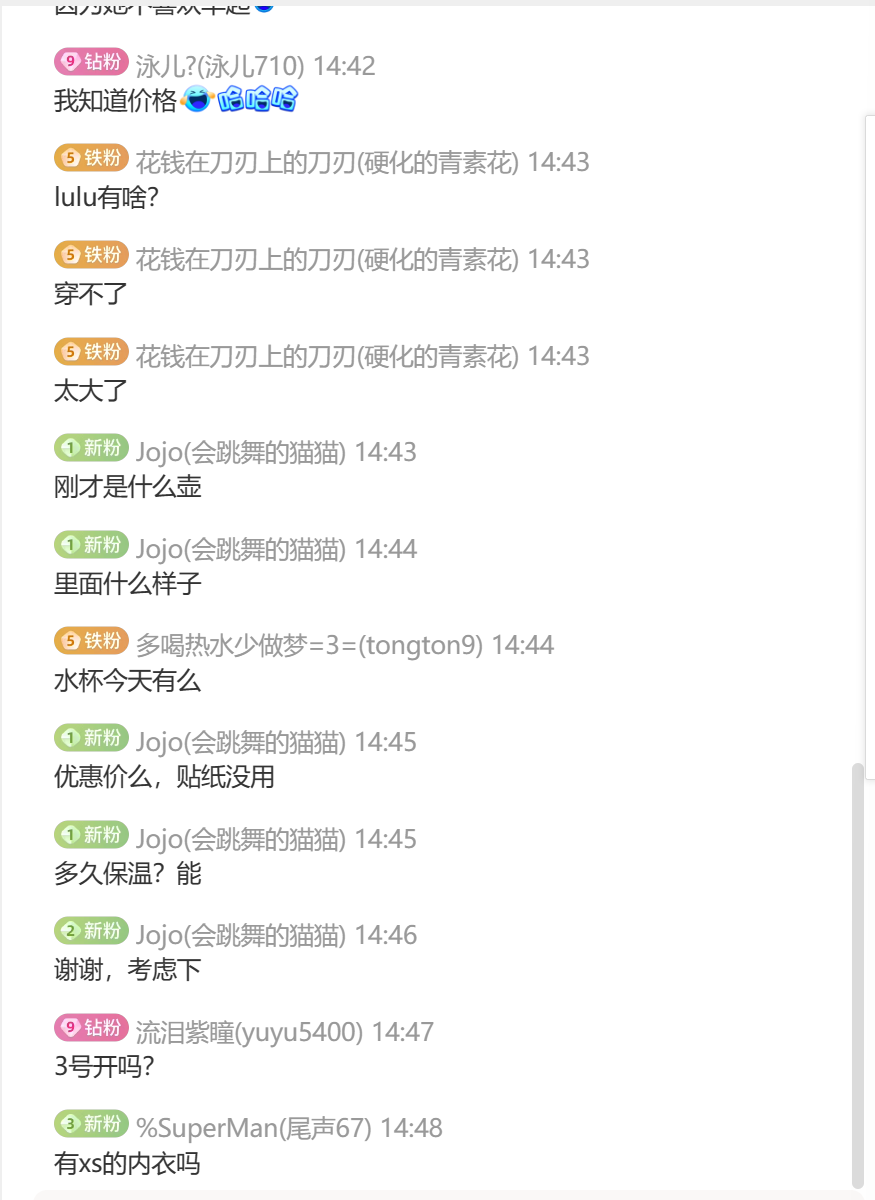 因为她不喜欢早起
9 钻粉 泳儿?(泳儿710) 14:42
我知道价格 哈哈哈
5 铁粉 花钱在刀刃上的刀刃(硬化的青素花) 14:43
lulu有啥?
5 铁粉 花钱在刀刃上的刀刃(硬化的青素花) 14:43
穿不了
5 铁粉 花钱在刀刃上的刀刃(硬化的青素花) 14:43
太大了
1 新粉 Jojo(会跳舞的猫猫) 14:43
刚才是什么壶
1 新粉 Jojo(会跳舞的猫猫) 14:44
里面什么样子
5 铁粉 多喝热水少做梦=3=(tongton9) 14:44
水杯今天有么
1 新粉 Jojo(会跳舞的猫猫) 14:45
优惠价么，贴纸没用
1 新粉 Jojo(会跳舞的猫猫) 14:45
多久保温？能
2 新粉 Jojo(会跳舞的猫猫) 14:46
谢谢，考虑下
9 钻粉 流泪紫瞳(yuyu5400) 14:47
3号开吗?
3 新粉 %SuperMan(尾声67) 14:48
有xs的内衣吗